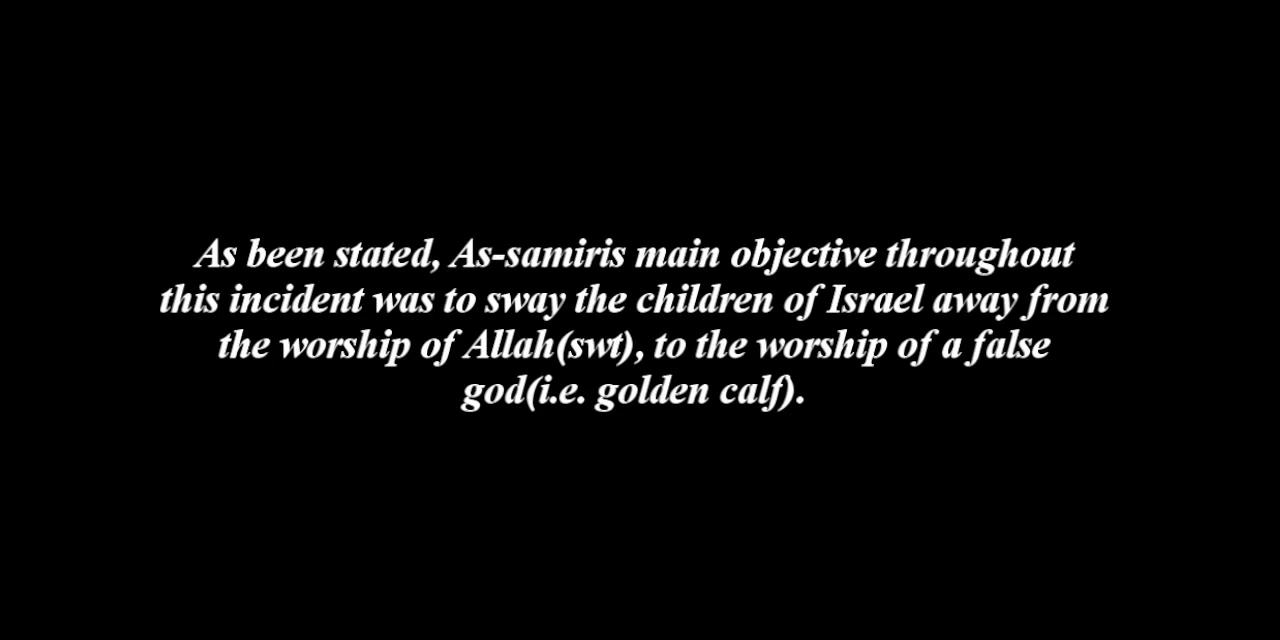 As been stated, As-samiris main objective throughout
this incident was to sway the children of Israel away from
the worship of Allah(swt), to the worship of a false
god(i.e. golden calf).